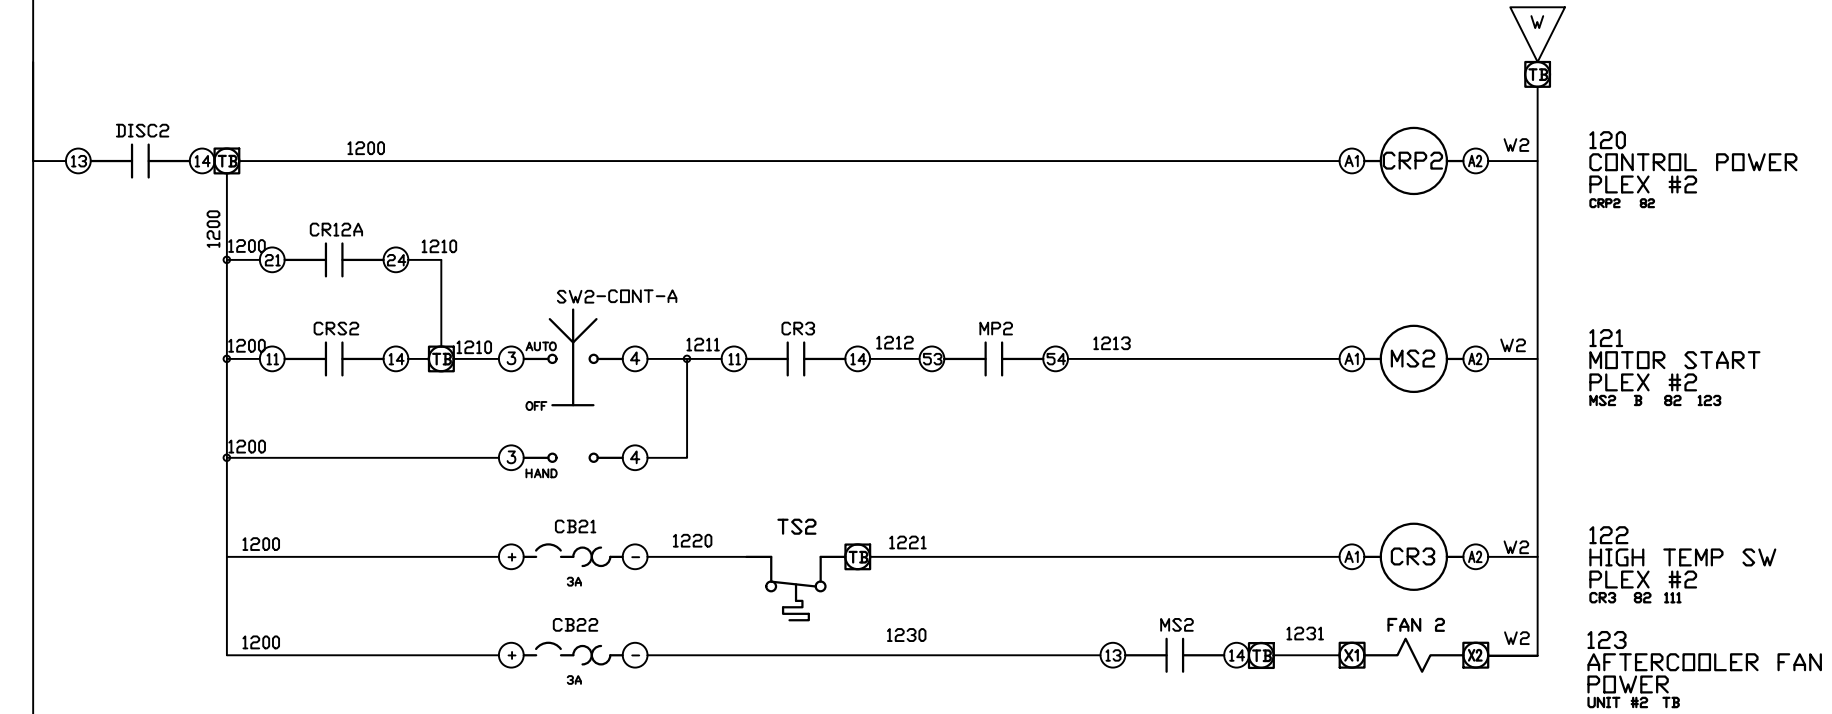 W
TB
DISC2
13 14 TB 1200 A1 CRP2 A2 W2
120
CONTROL POWER
PLEX #2
CRP2 82
1200
CR12A
1200 21 24 1210
SW2-CONT-A
CRS2 CR3 MP2
1200 11 14 TB 1210 3 AUTO 4 1211 11 14 1212 53 54 1213 A1 MS2 A2 W2
OFF
121
MOTOR START
PLEX #2
MS2 B 82 123
1200 3 4
HAND
CB21 TS2
1200 + - 1220 TB 1221 A1 CR3 A2 W2
3A
122
HIGH TEMP SW
PLEX #2
CR3 82 111
CB22 MS2 FAN 2
1200 + - 1230 13 14 TB 1231 X1 X2 W2
3A
123
AFTERCOOLER FAN
POWER
UNIT #2 TB